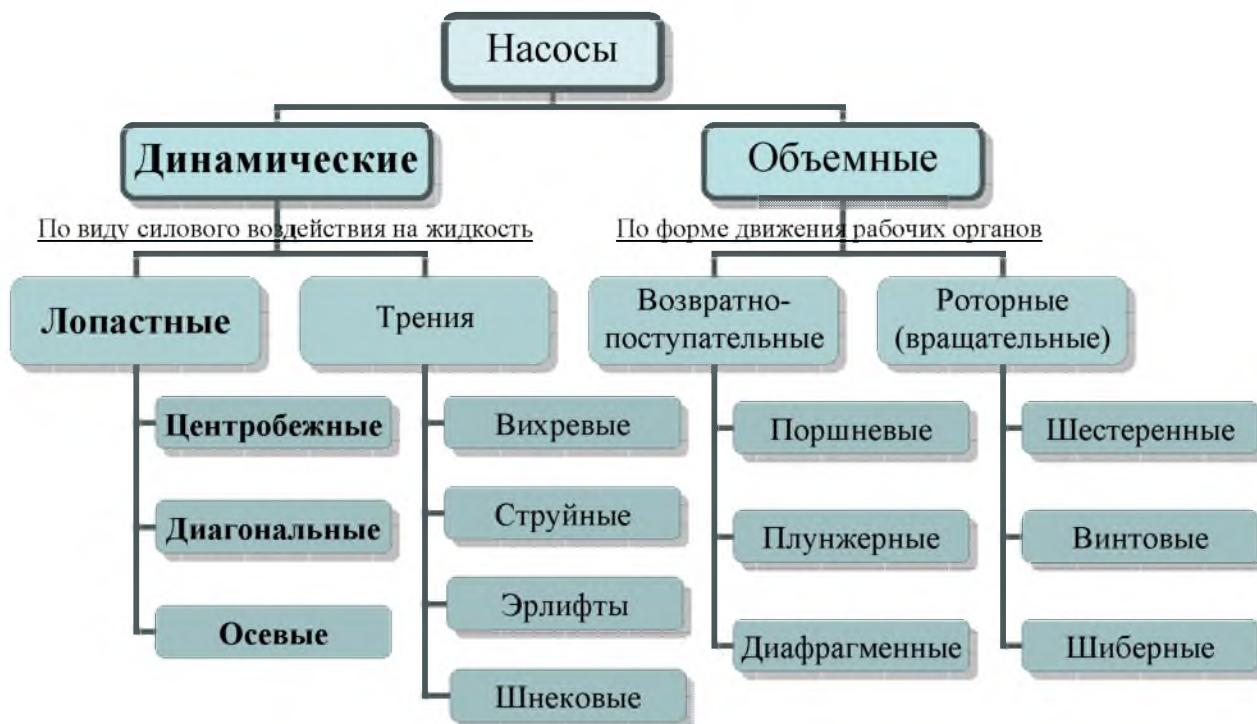 Насосы
Динамические
Объемные
По виду силового воздействия на жидкость
По форме движения рабочих органов
Лопастные
Трения
Возвратно-
поступательные
Роторные
(вращательные)
Центробежные
Вихревые
Поршневые
Шестеренные
Диагональные
Струйные
Плунжерные
Винтовые
Осевые
Эрлифты
Диафрагменные
Шиберные
Шнековые